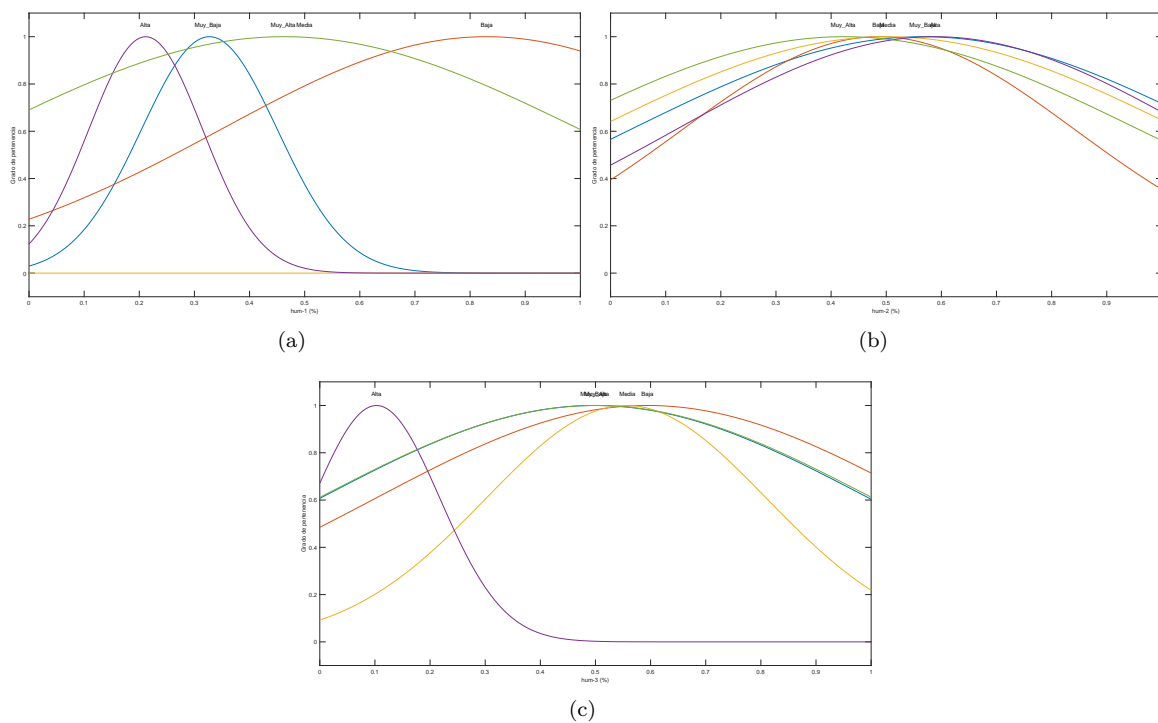 Alta Muy_Baja Muy_Alta Media Baja
1
0.8
0.6
0.4
0.2
0
Grado de pertenencia
0 0.1 0.2 0.3 0.4 0.5 0.6 0.7 0.8 0.9 1
hum-1 (%)
(a)
Muy_Alta Baja Media Muy_Baja Alta
1
0.8
0.6
0.4
0.2
0
Grado de pertenencia
0 0.1 0.2 0.3 0.4 0.5 0.6 0.7 0.8 0.9
hum-2 (%)
(b)
Alta Media Baja
1
0.8
0.6
0.4
0.2
0
Grado de pertenencia
0 0.1 0.2 0.3 0.4 0.5 0.6 0.7 0.8 0.9 1
hum-3 (%)
(c)